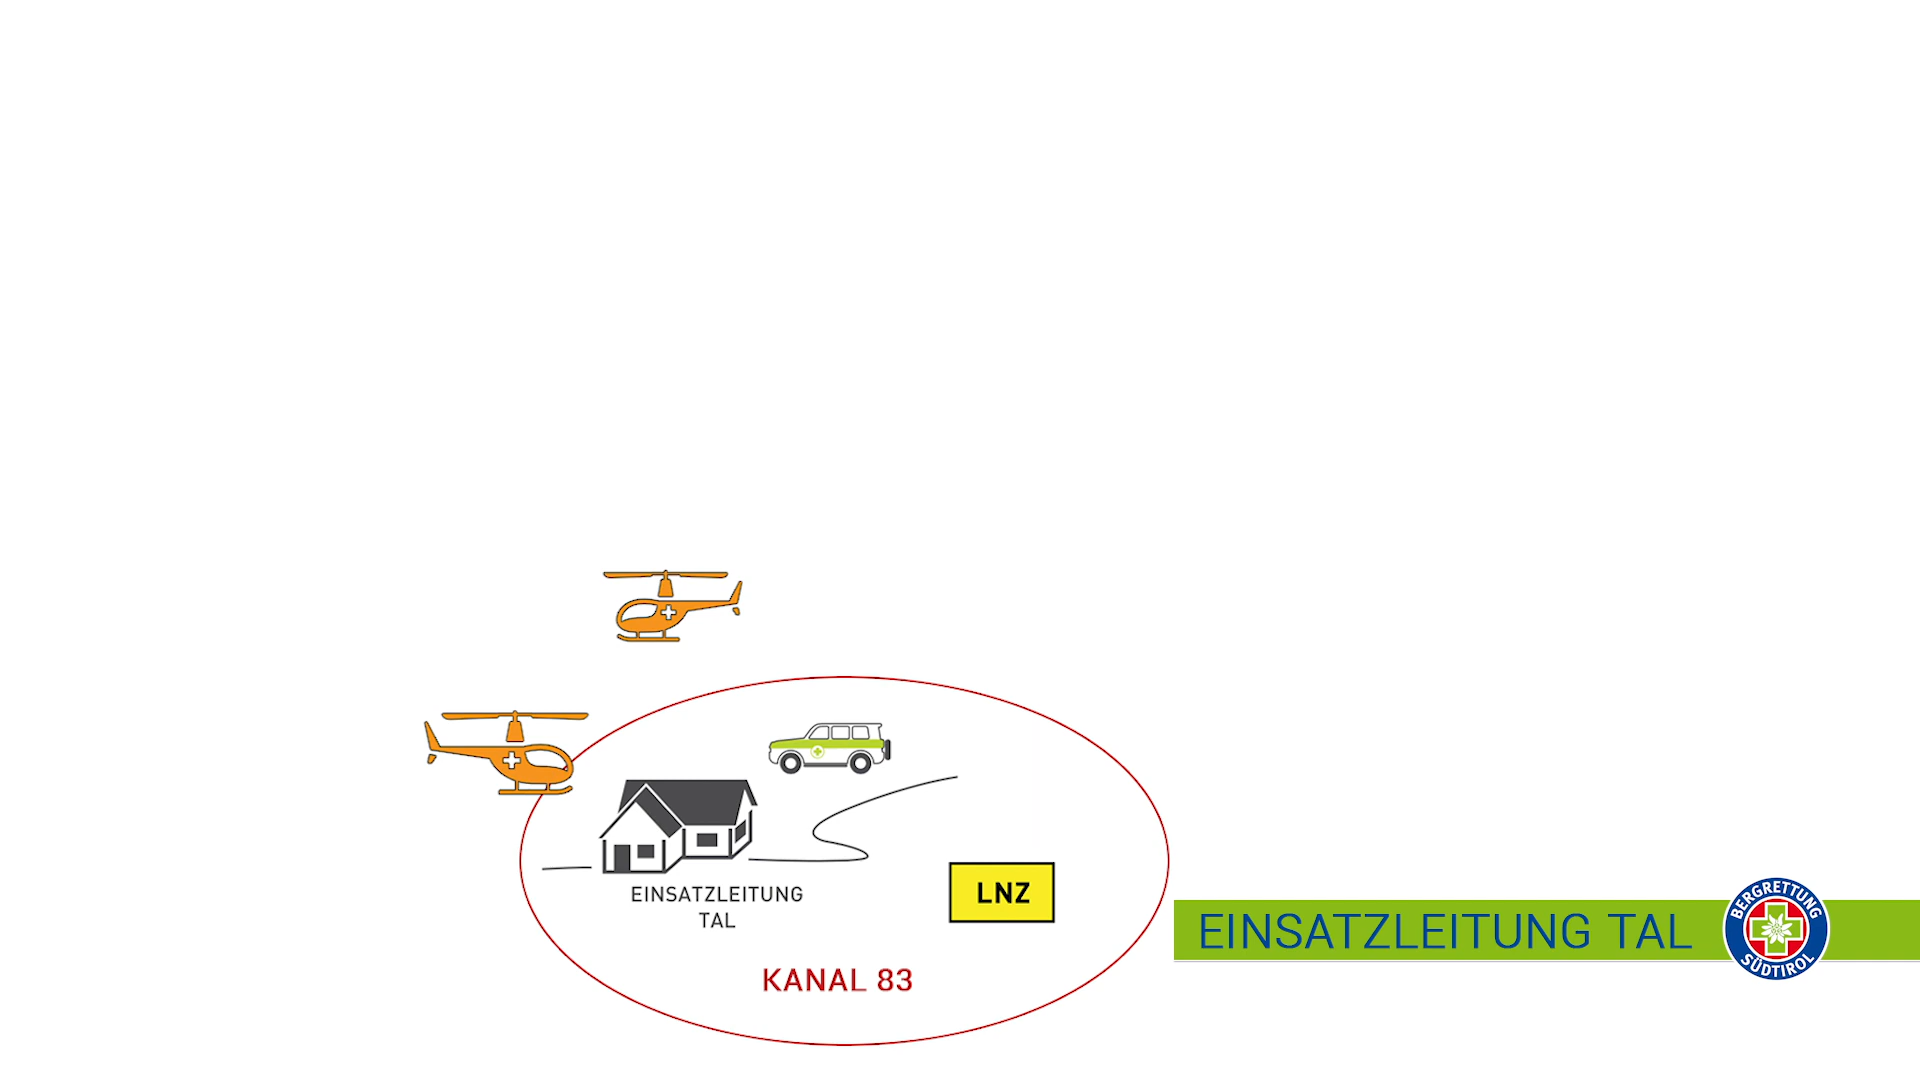 EINSATZLEITUNG
TAL
LNZ
KANAL 83
EINSATZLEITUNG TAL
BERGRETTUNG
SÜDTIROL